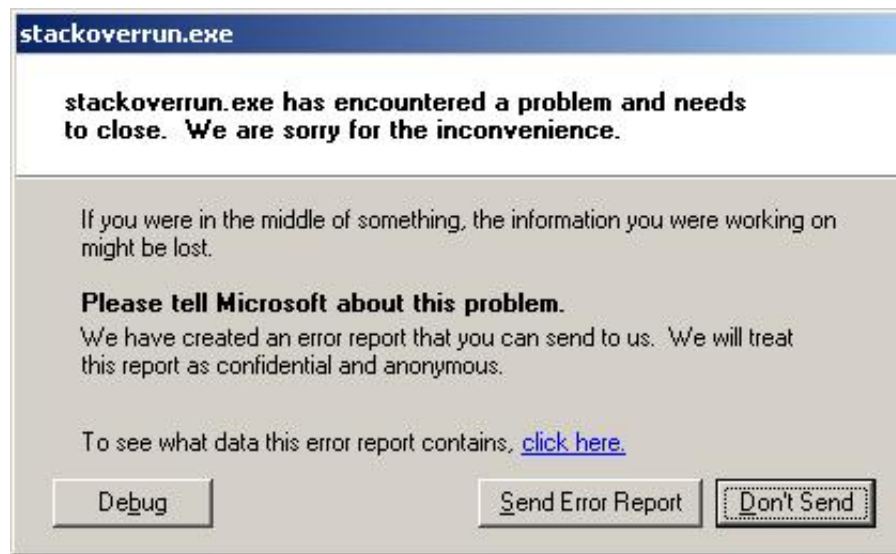 stackoverrun.exe
stackoverrun.exe has encountered a problem and needs
to close.  We are sorry for the inconvenience.
If you were in the middle of something, the information you were working on
might be lost.
Please tell Microsoft about this problem.
We have created an error report that you can send to us.  We will treat
this report as confidential and anonymous.
To see what data this error report contains, click here.
Debug
Send Error Report
Don't Send